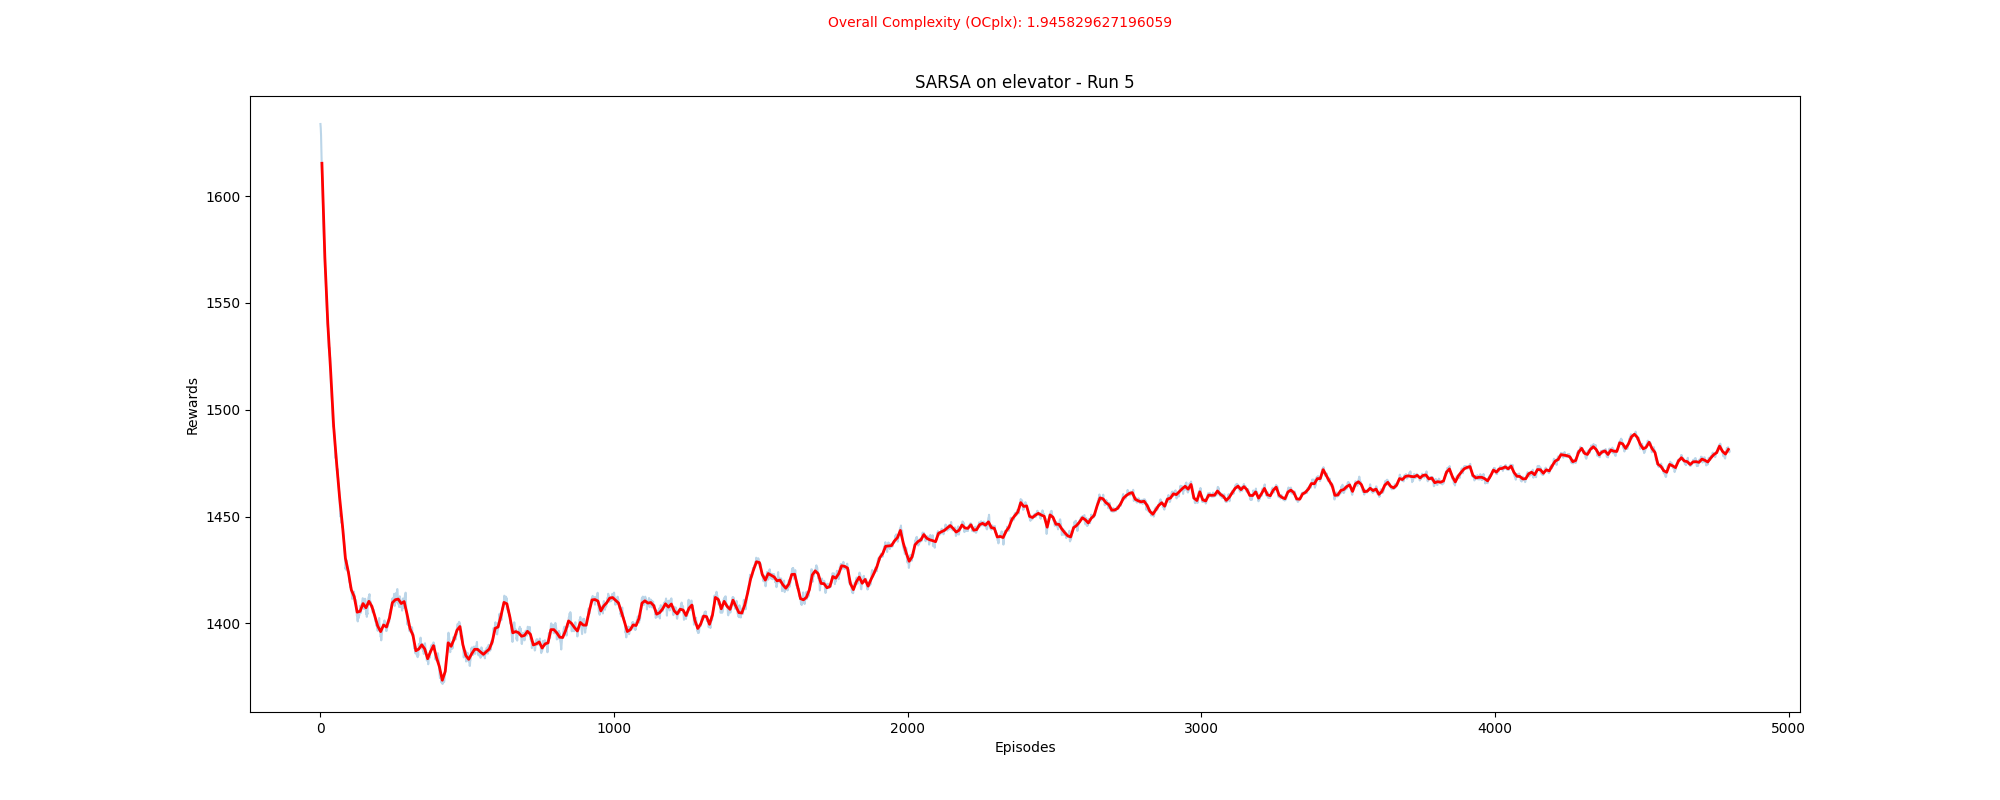 Overall Complexity (OCplx): 1.945829627196059
SARSA on elevator - Run 5
Rewards
1600
1550
1500
1450
1400
0 1000 2000 3000 4000 5000
Episodes